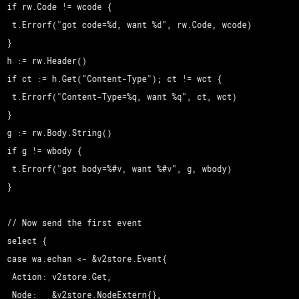 if rw.Code != wcode {
t.Errorf("got code=%d, want %d", rw.Code, wcode)
}
h := rw.Header()
if ct := h.Get("Content-Type"); ct != wct {
t.Errorf("Content-Type=%q, want %q", ct, wct)
}
g := rw.Body.String()
if g != wbody {
t.Errorf("got body=%#v, want %#v", g, wbody)
}
// Now send the first event
select {
case wa.echan <- &v2store.Event{
Action: v2store.Get,
Node:   &v2store.NodeExtern{},